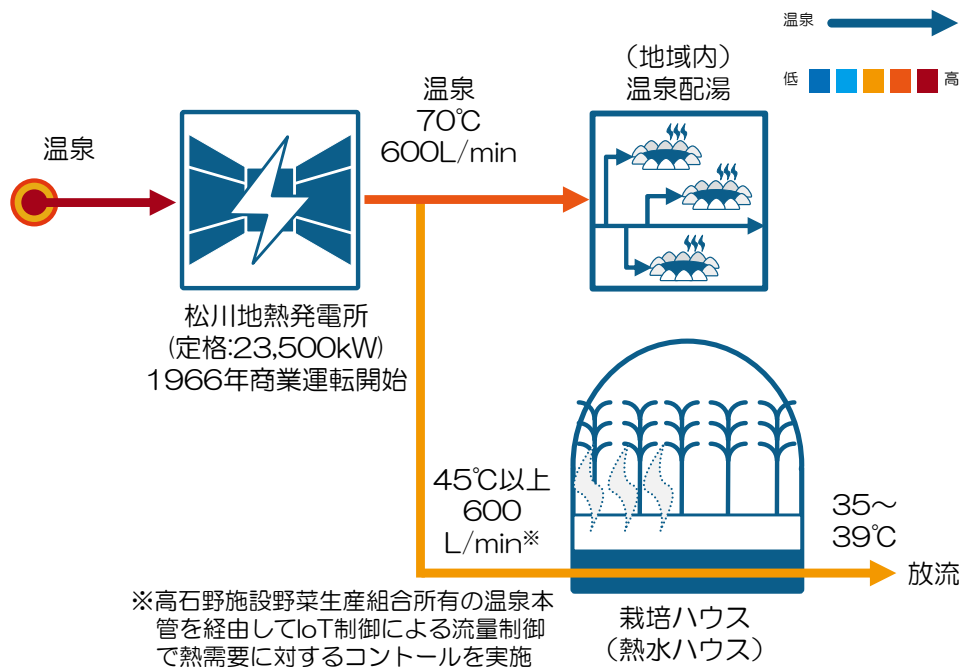 温泉
低
高
(地域内)
温泉配湯
温泉
70℃
600L/min
温泉
松川地熱発電所
(定格:23,500kW)
1966年商業運転開始
45℃以上
600
L/min※
35〜
39℃
放流
※高石野施設野菜生産組合所有の温泉本
管を経由してIoT制御による流量制御
で熱需要に対するコントールを実施
栽培ハウス
(熱水ハウス)